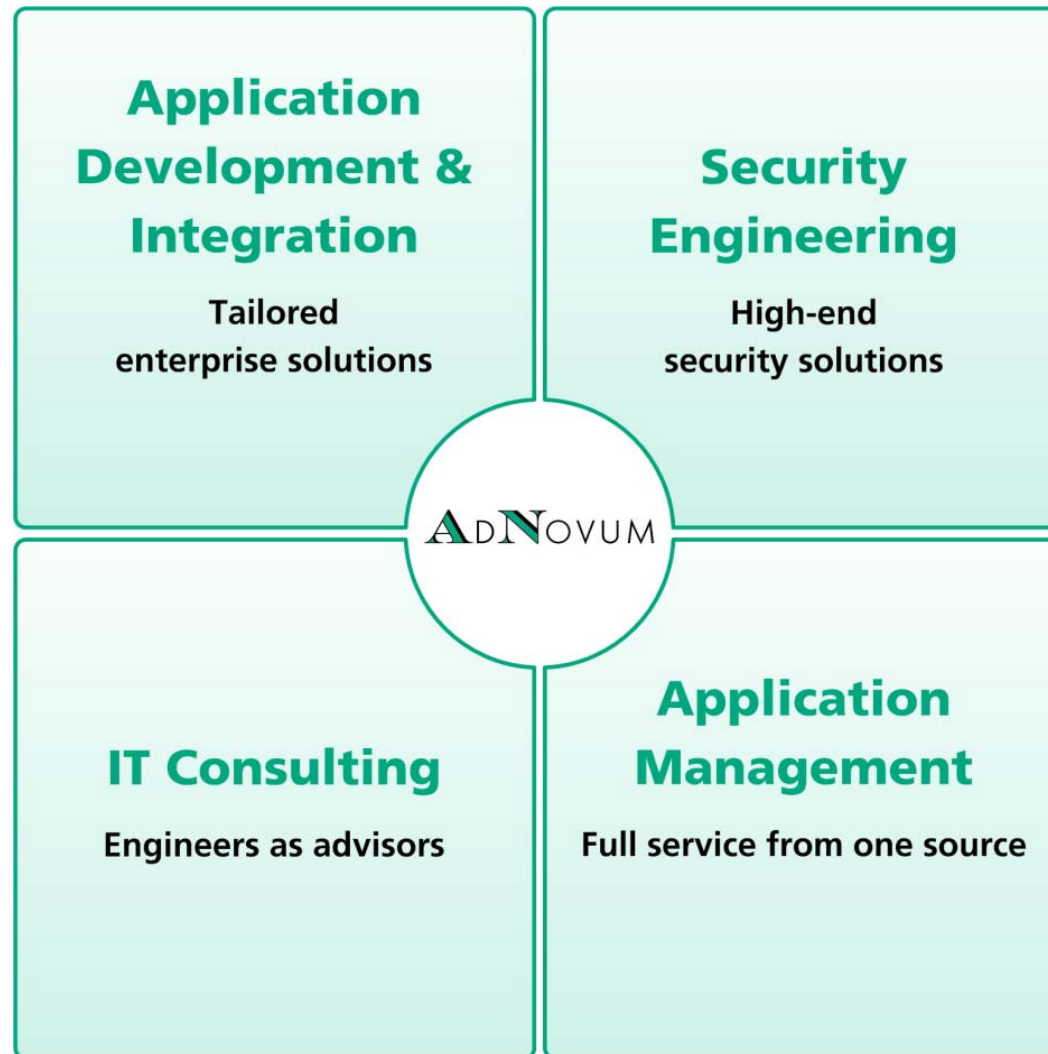 Application
Development &
Integration
Tailored
enterprise solutions
Security
Engineering
High-end
security solutions
ADNOVUM
IT Consulting
Engineers as advisors
Application
Management
Full service from one source